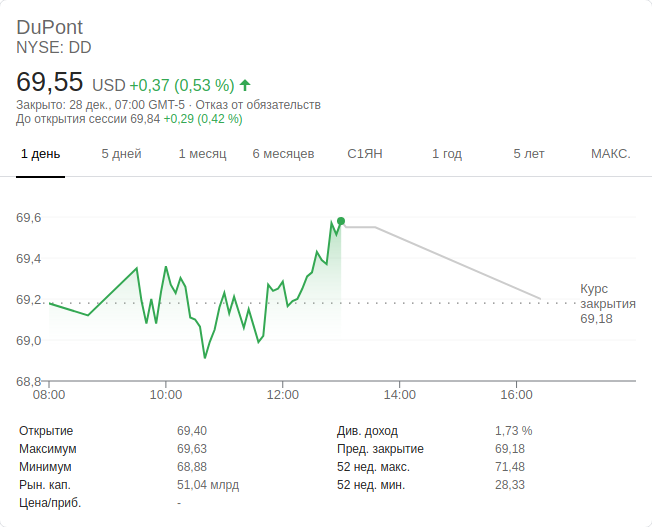 DuPont
NYSE: DD
69,55 USD +0,37 (0,53 %)
Закрыто: 28 дек., 07:00 GMT-5 · Отказ от обязательств
До открытия сессии 69,84 +0,29 (0,42 %)
1 день 5 дней 1 месяц 6 месяцев С1ЯН 1 год 5 лет МАКС.
69,6
69,4
69,2
69,0
68,8
Курс
закрытия
69,18
08:00 10:00 12:00 14:00 16:00
Открытие 69,40 Див. доход 1,73 %
Максимум 69,63 Пред. закрытие 69,18
Минимум 68,88 52 нед. макс. 71,48
Рын. кап. 51,04 млрд 52 нед. мин. 28,33
Цена/приб. -